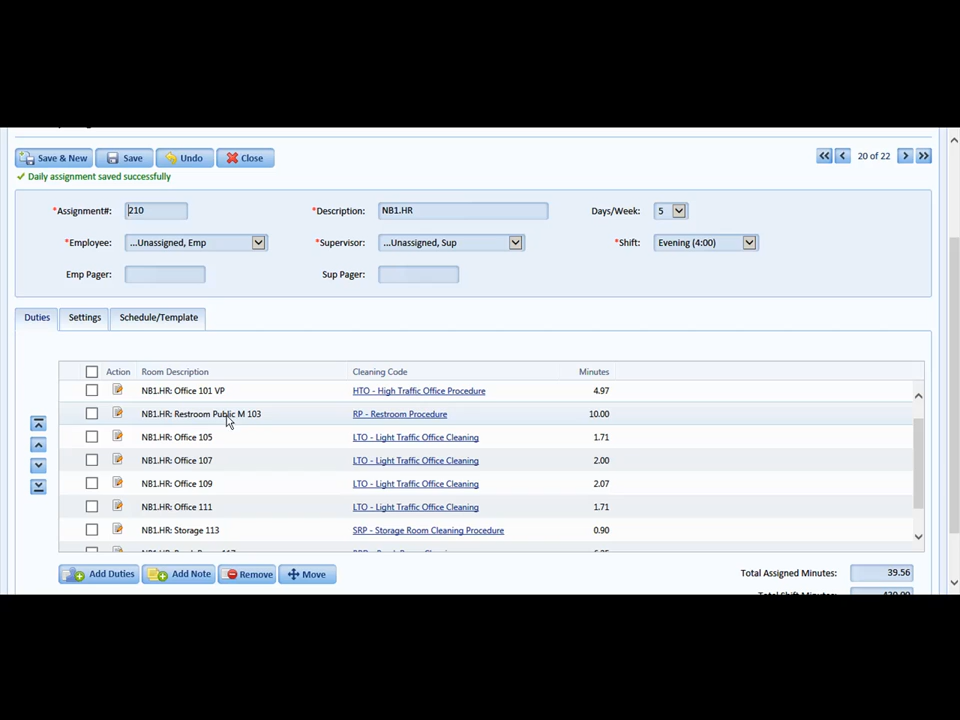 Save & New Save Undo Close 20 of 22
Daily assignment saved successfully
*Assignment#: 210 *Description: NB1.HR Days/Week: 5
*Employee: ...Unassigned, Emp *Supervisor: ...Unassigned, Sup *Shift: Evening (4:00)
Emp Pager: Sup Pager:
Duties Settings Schedule/Template
Action Room Description Cleaning Code Minutes
NB1.HR: Office 101 VP HTO - High Traffic Office Procedure 4.97
NB1.HR: Restroom Public M 103 RP - Restroom Procedure 10.00
NB1.HR: Office 105 LTO - Light Traffic Office Cleaning 1.71
NB1.HR: Office 107 LTO - Light Traffic Office Cleaning 2.00
NB1.HR: Office 109 LTO - Light Traffic Office Cleaning 2.07
NB1.HR: Office 111 LTO - Light Traffic Office Cleaning 1.71
NB1.HR: Storage 113 SRP - Storage Room Cleaning Procedure 0.90
Add Duties Add Note Remove Move Total Assigned Minutes: 39.56
Total Shift Minutes: